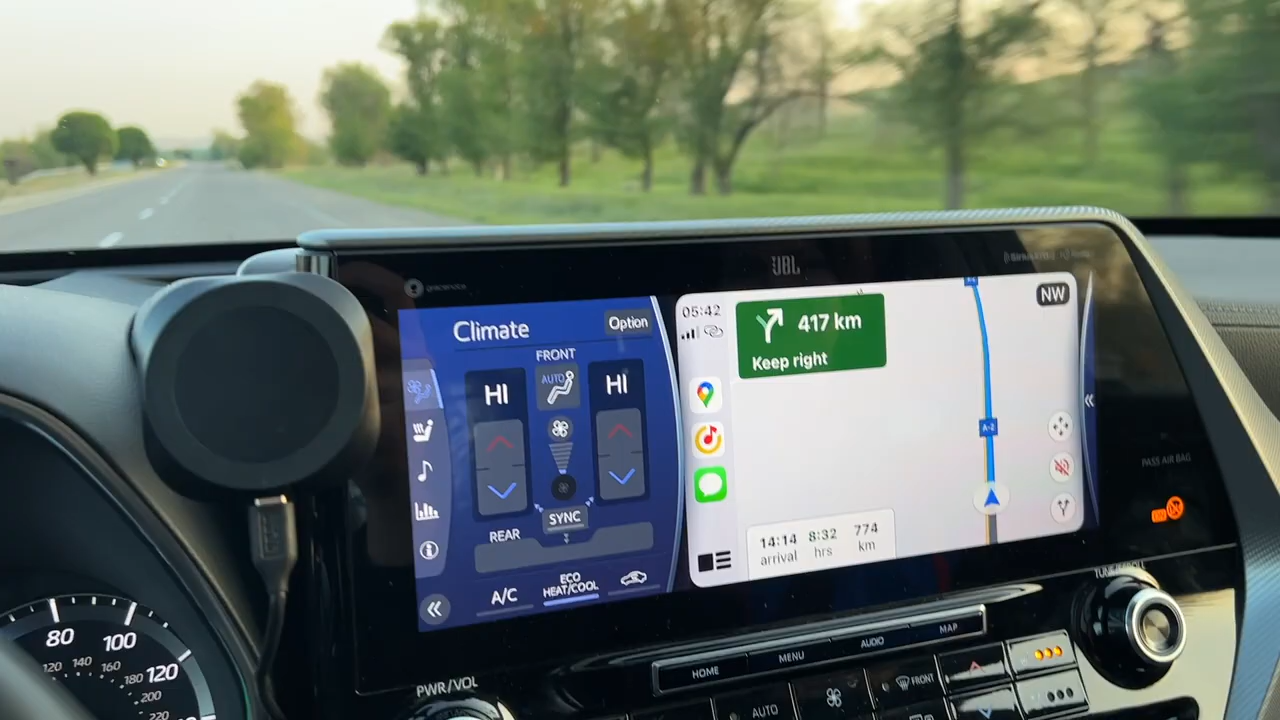 gracenote
JBL
SiriusXM
Climate
Option
FRONT
HI
AUTO
HI
SYNC
REAR
A/C
ECO
HEAT/COOL
05:42
417 km
Keep right
NW
A-2
14:14 8:32 774
arrival hrs km
PASS AIR BAG
TUNE/SCROLL
HOME
MENU
AUDIO
MAP
PWR/VOL
AUTO
FRONT
80
100
120
120
140
160
180
200
220